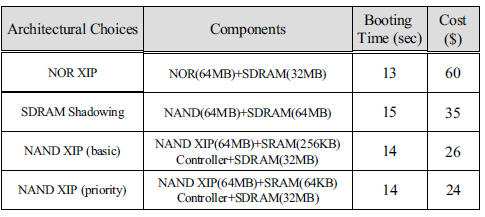 Architectural Choices Components Booting Time (sec) Cost ($)
NOR XIP NOR(64MB)+SDRAM(32MB) 13 60
SDRAM Shadowing NAND(64MB)+SDRAM(64MB) 15 35
NAND XIP (basic) NAND XIP(64MB)+SRAM(256KB) Controller+SDRAM(32MB) 14 26
NAND XIP (priority) NAND XIP(64MB)+SRAM(64KB) Controller+SDRAM(32MB) 14 24